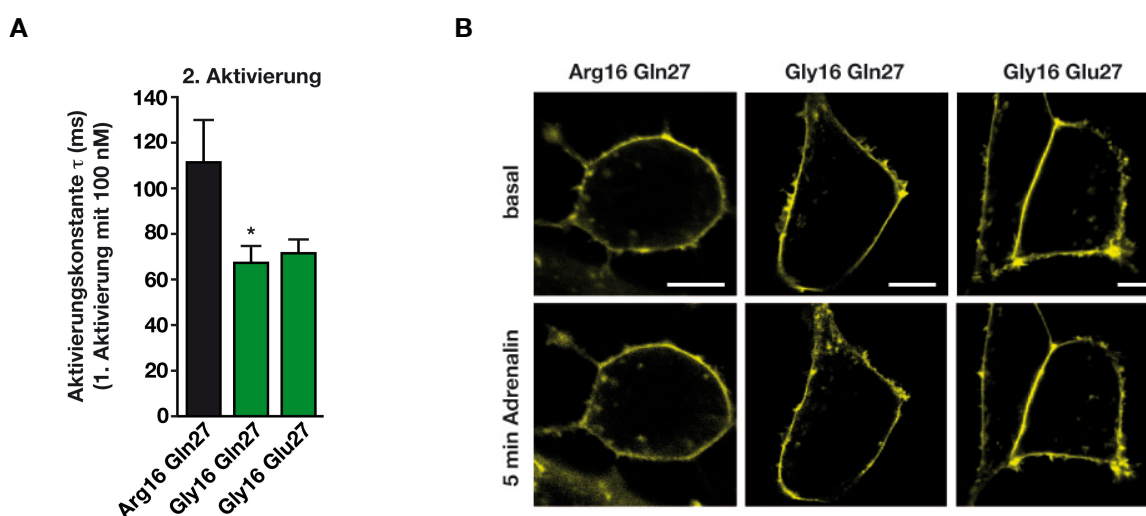 A
2. Aktivierung
Aktivierungskonstante τ (ms)
(1. Aktivierung mit 100 nM)
140
120
100
80
60
40
20
0
*
Arg16 Gln27
Gly16 Gln27
Gly16 Glu27
B
Arg16 Gln27
Gly16 Gln27
Gly16 Glu27
basal
5 min Adrenalin